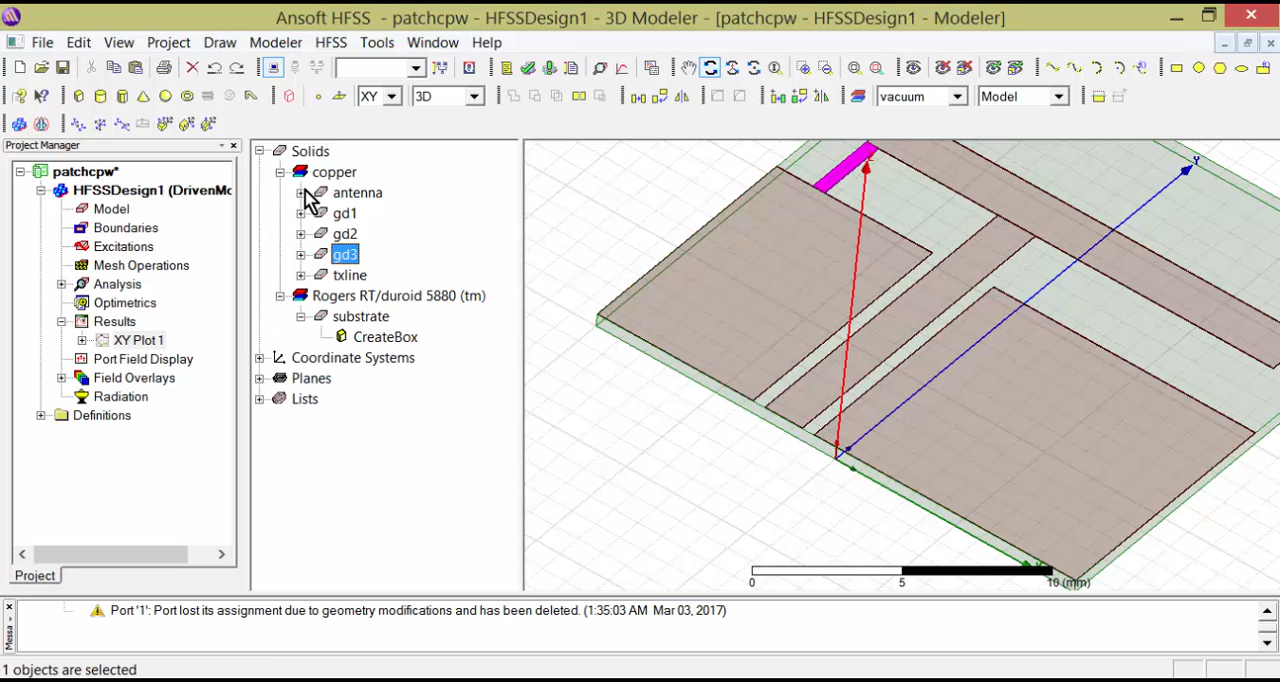 Ansoft HFSS - patchcpw - HFSSDesign1 - 3D Modeler - [patchcpw - HFSSDesign1 - Modeler]
File Edit View Project Draw Modeler HFSS Tools Window Help
XY 3D vacuum Model
Project Manager
patchcpw*
HFSSDesign1 (DrivenMo
Model
Boundaries
Excitations
Mesh Operations
Analysis
Optimetrics
Results
XY Plot 1
Port Field Display
Field Overlays
Radiation
Definitions
Project
Solids
copper
antenna
gd1
gd2
gd3
txline
Rogers RT/duroid 5880 (tm)
substrate
CreateBox
Coordinate Systems
Planes
Lists
Y
0 5 10 (mm)
Port '1': Port lost its assignment due to geometry modifications and has been deleted. (1:35:03 AM Mar 03, 2017)
Messa
1 objects are selected